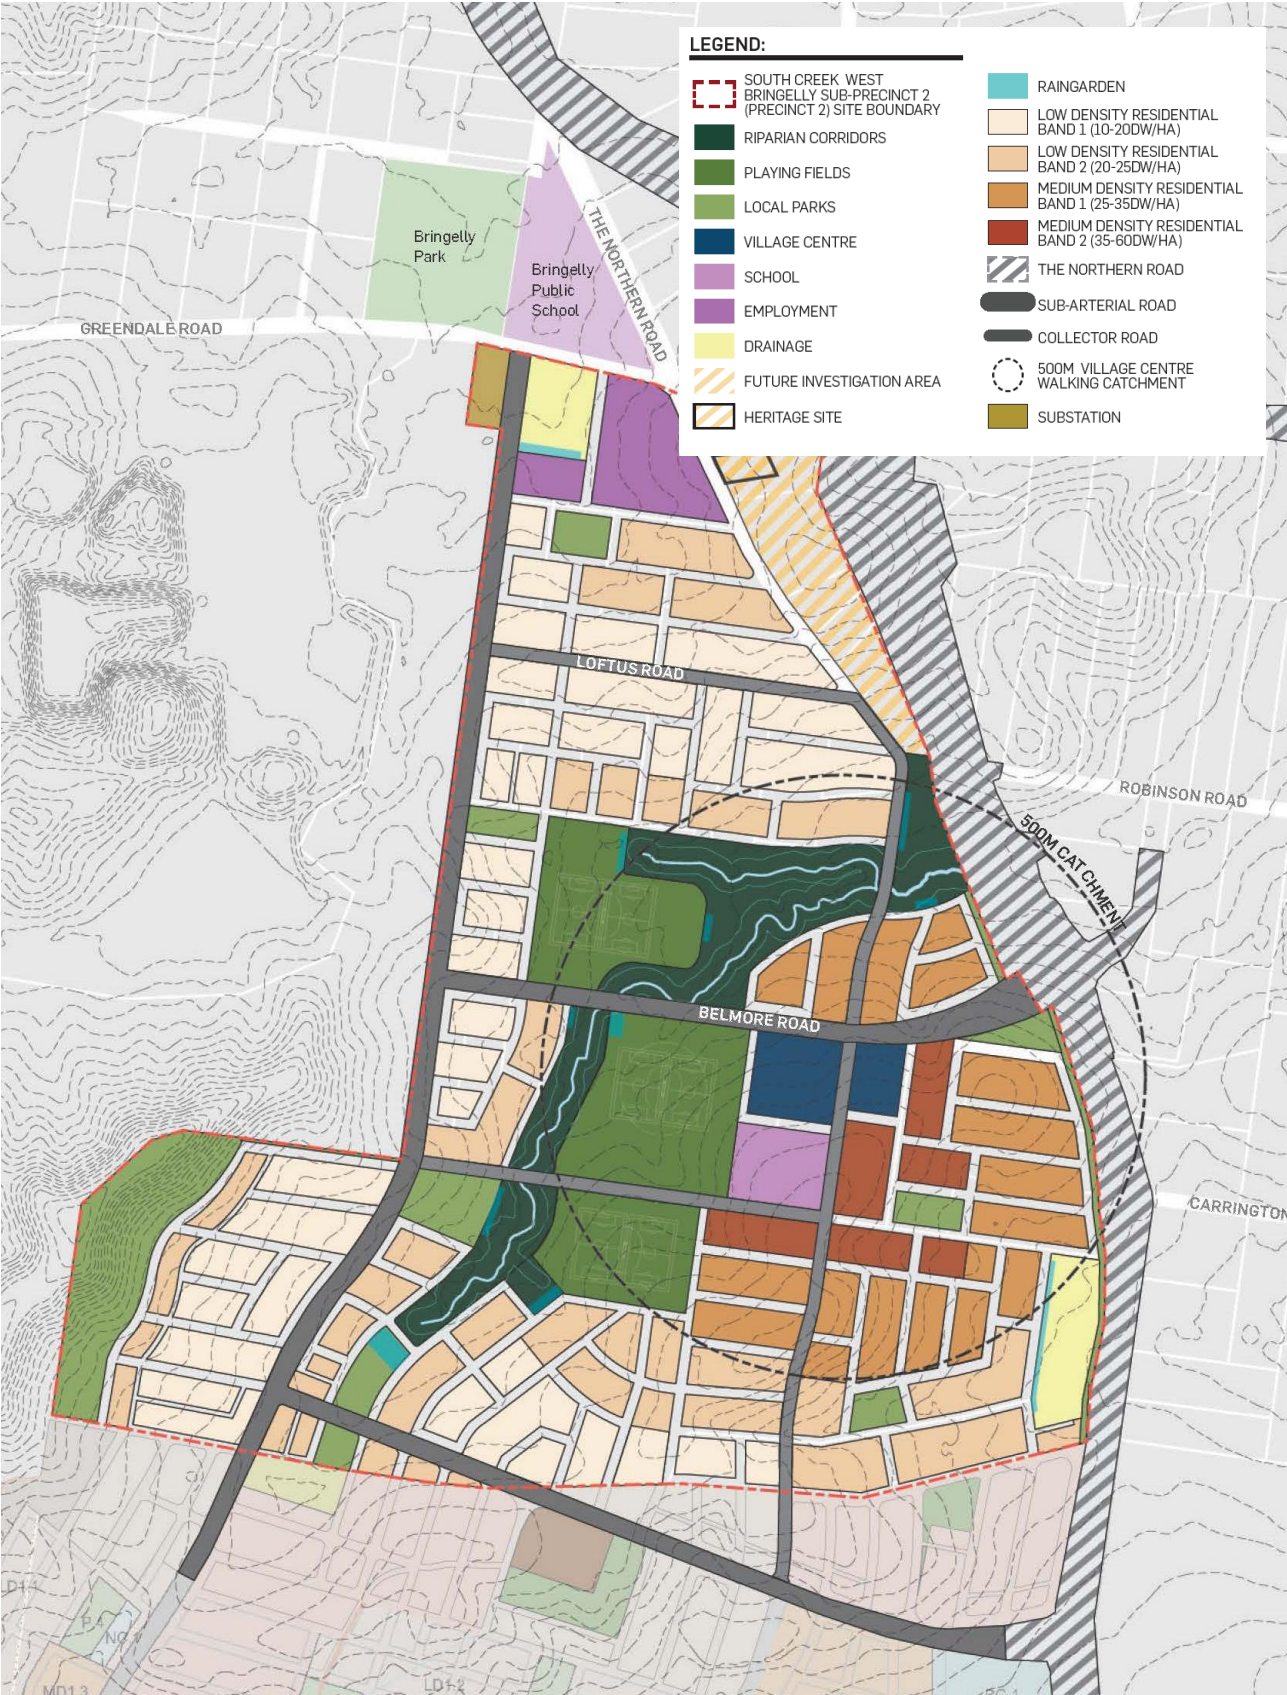 LEGEND:
SOUTH CREEK WEST
BRINGELLY SUB-PRECINCT 2
(PRECINCT 2) SITE BOUNDARY
RIPARIAN CORRIDORS
PLAYING FIELDS
LOCAL PARKS
VILLAGE CENTRE
SCHOOL
EMPLOYMENT
DRAINAGE
FUTURE INVESTIGATION AREA
HERITAGE SITE
RAINGARDEN
LOW DENSITY RESIDENTIAL
BAND 1 (10-20DW/HA)
LOW DENSITY RESIDENTIAL
BAND 2 (20-25DW/HA)
MEDIUM DENSITY RESIDENTIAL
BAND 1 (25-35DW/HA)
MEDIUM DENSITY RESIDENTIAL
BAND 2 (35-60DW/HA)
THE NORTHERN ROAD
SUB-ARTERIAL ROAD
COLLECTOR ROAD
500M VILLAGE CENTRE
WALKING CATCHMENT
SUBSTATION
Bringelly
Park
Bringelly
Public
School
THE NORTHERN ROAD
GREENDALE ROAD
LOFTUS ROAD
ROBINSON ROAD
500M CATCHMENT
BELMORE ROAD
CARRINGTON
LD1-2
MD1.3